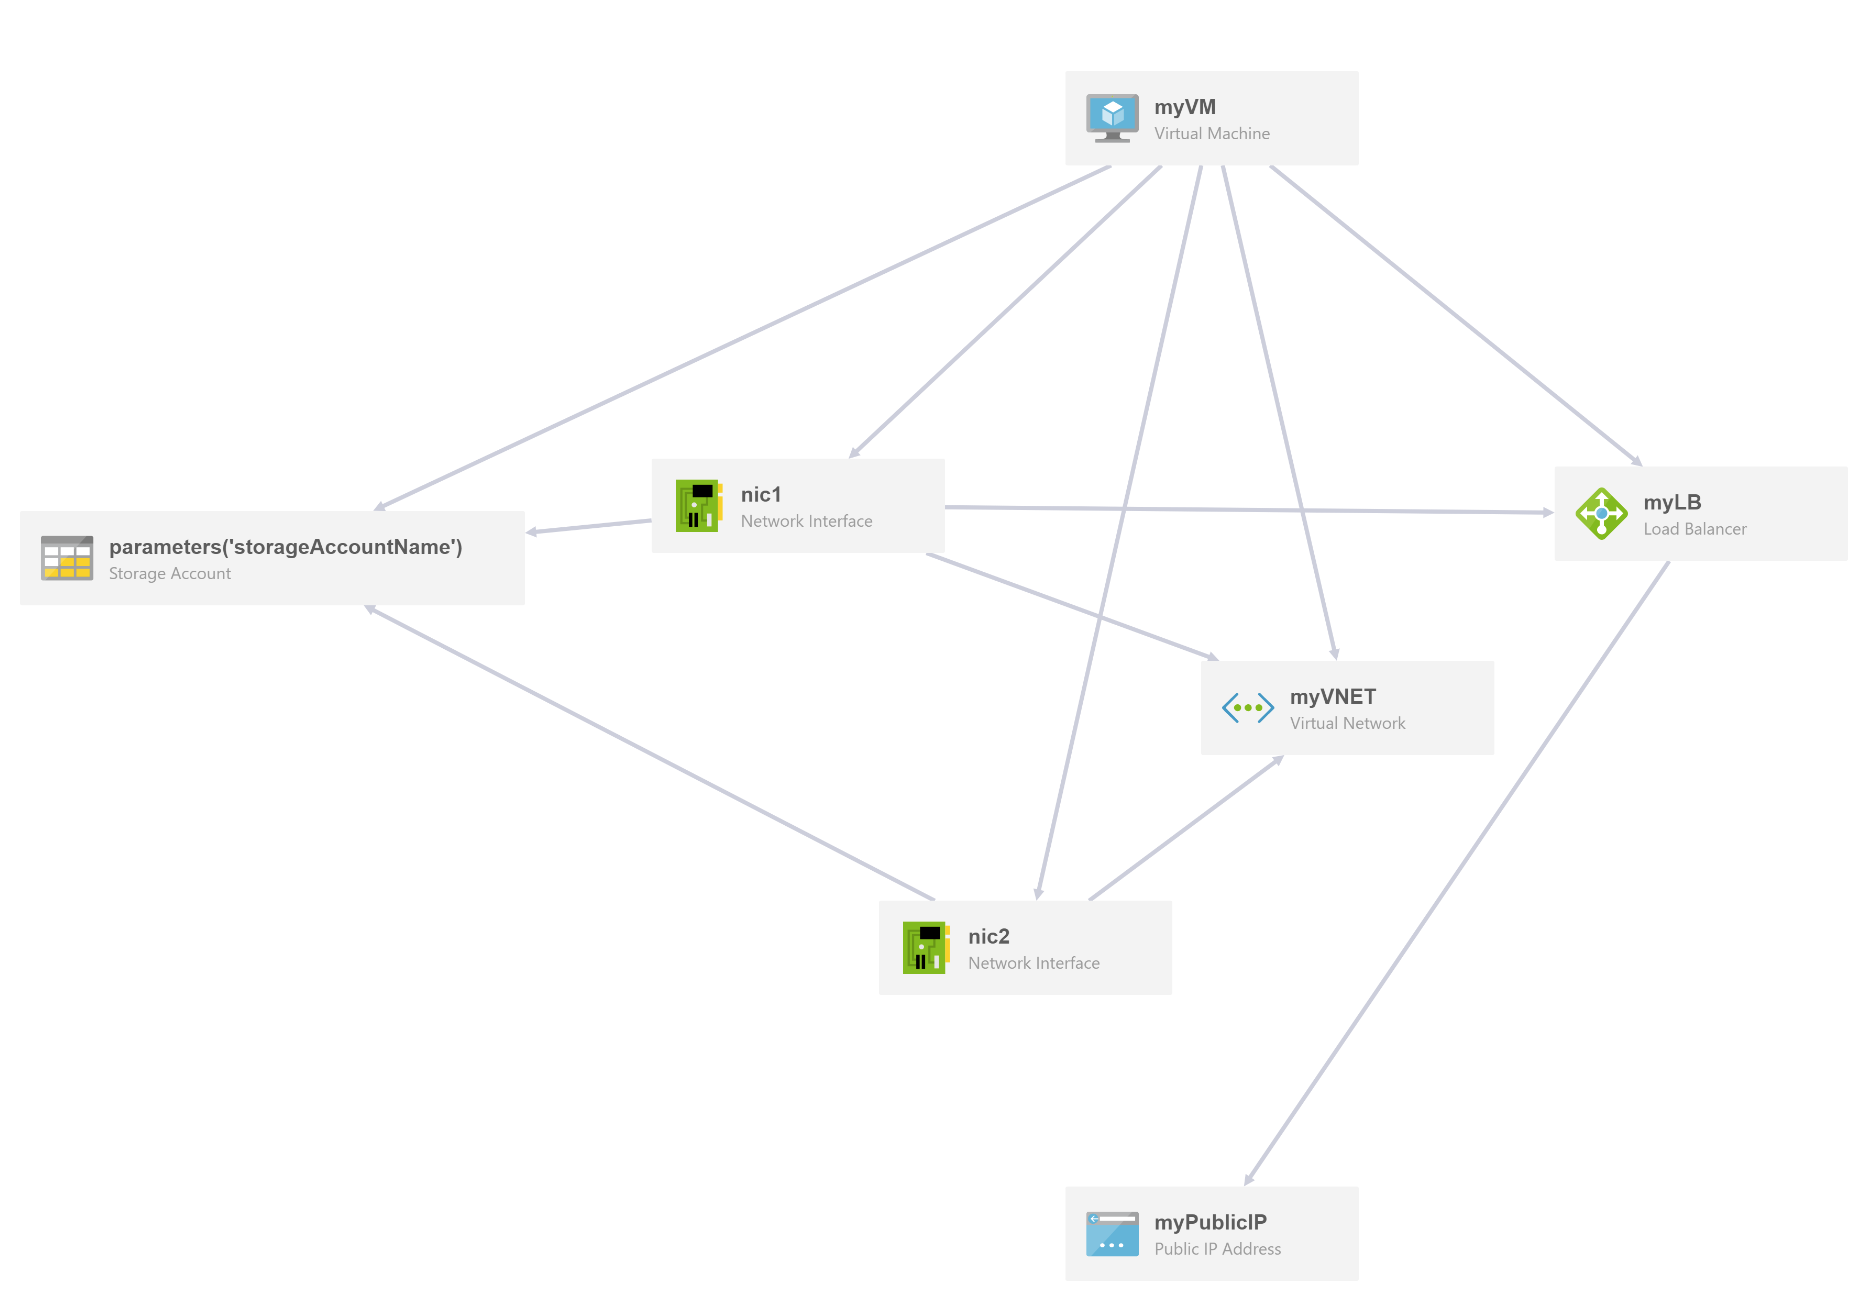 myVM
Virtual Machine
nic1
Network Interface
myLB
Load Balancer
parameters('storageAccountName')
Storage Account
myVNET
Virtual Network
nic2
Network Interface
myPublicIP
Public IP Address